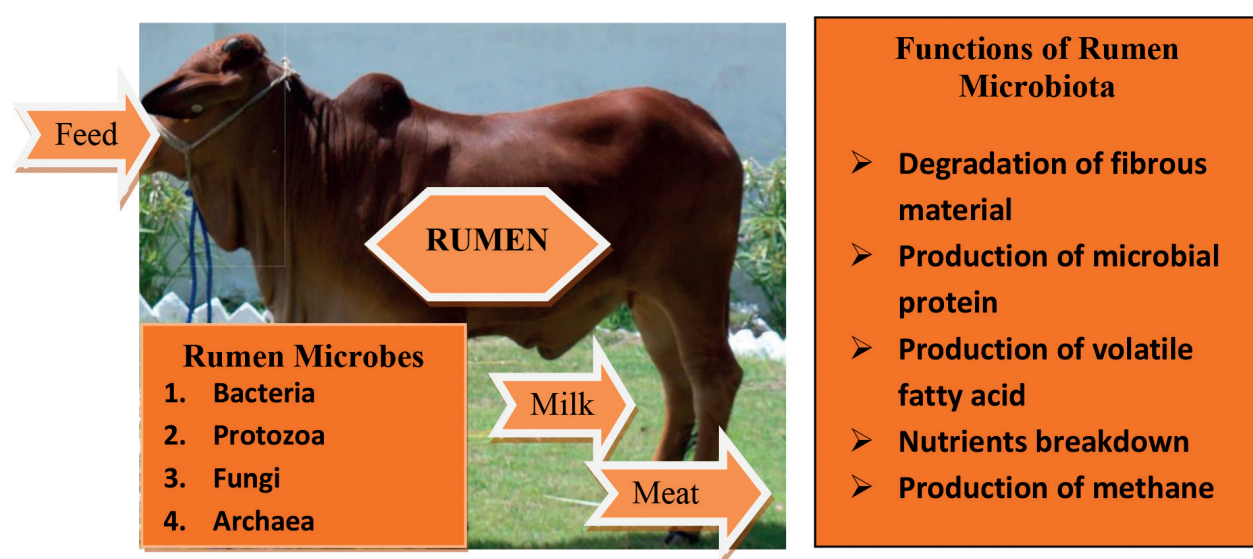 Feed
RUMEN
Rumen Microbes
1. Bacteria
2. Protozoa
3. Fungi
4. Archaea
Milk
Meat
Functions of Rumen
Microbiota
➢ Degradation of fibrous
material
➢ Production of microbial
protein
➢ Production of volatile
fatty acid
➢ Nutrients breakdown
➢ Production of methane